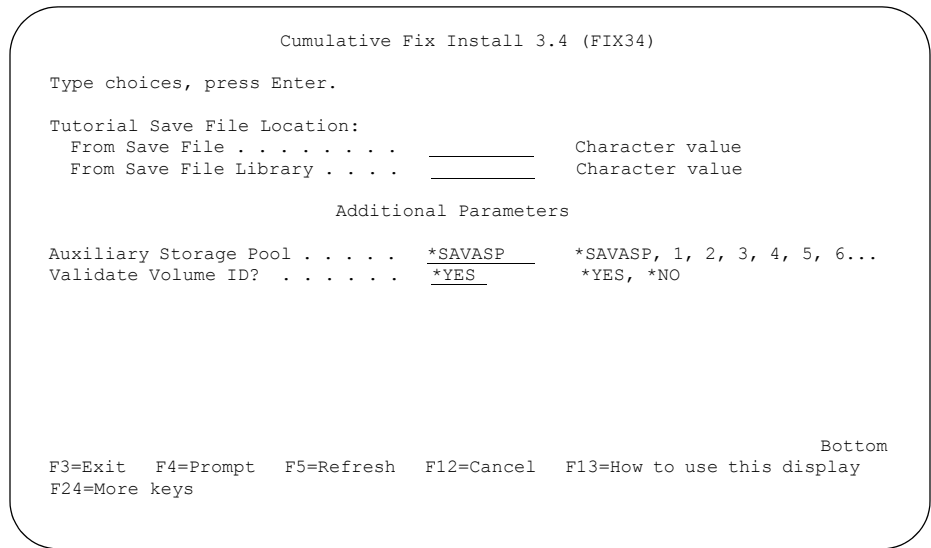 Cumulative Fix Install 3.4 (FIX34)
Type choices, press Enter.
Tutorial Save File Location:
From Save File . . . . . . . . Character value
From Save File Library . . . . Character value
Additional Parameters
Auxiliary Storage Pool . . . . . *SAVASP *SAVASP, 1, 2, 3, 4, 5, 6...
Validate Volume ID? . . . . . . *YES *YES, *NO
Bottom
F3=Exit F4=Prompt F5=Refresh F12=Cancel F13=How to use this display
F24=More keys